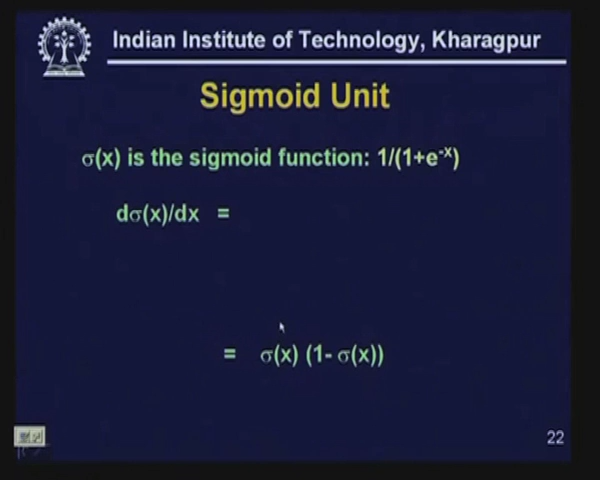 Indian Institute of Technology, Kharagpur
Sigmoid Unit
σ(x) is the sigmoid function: 1/(1+e⁻ˣ)
dσ(x)/dx =
= σ(x) (1- σ(x))
22